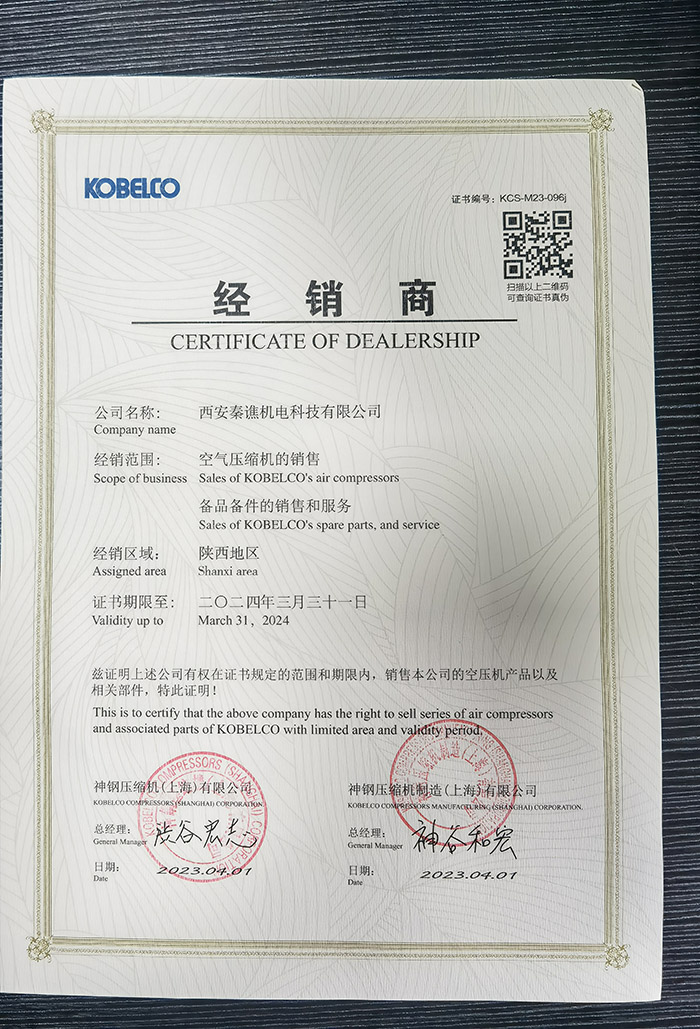 KOBELCO
证书编号：KCS-M23-096j
扫描以上二维码
可查询证书真伪
经销商
CERTIFICATE OF DEALERSHIP
公司名称： 西安秦谯机电科技有限公司
Company name
经销范围： 空气压缩机的销售
Scope of business Sales of KOBELCO's air compressors
备品备件的销售和服务
Sales of KOBELCO's spare parts, and service
经销区域： 陕西地区
Assigned area Shanxi area
证书期限至： 二〇二四年三月三十一日
Validity up to March 31，2024
兹证明上述公司有权在证书规定的范围和期限内，销售本公司的空压机产品以及
相关部件，特此证明！
This is to certify that the above company has the right to sell series of air compressors
and associated parts of KOBELCO with limited area and validity period.
神钢压缩机(上海)有限公司
KOBELCO COMPRESSORS (SHANGHAI) CORPORATION
总经理： 渋谷宏志
General Manager
日期： 2023.04.01
Date
神钢压缩机制造(上海)有限公司
KOBELCO COMPRESSORS MANUFACTURING (SHANGHAI) CORPORATION.
总经理： 神谷和宏
General Manager
日期： 2023.04.01
Date